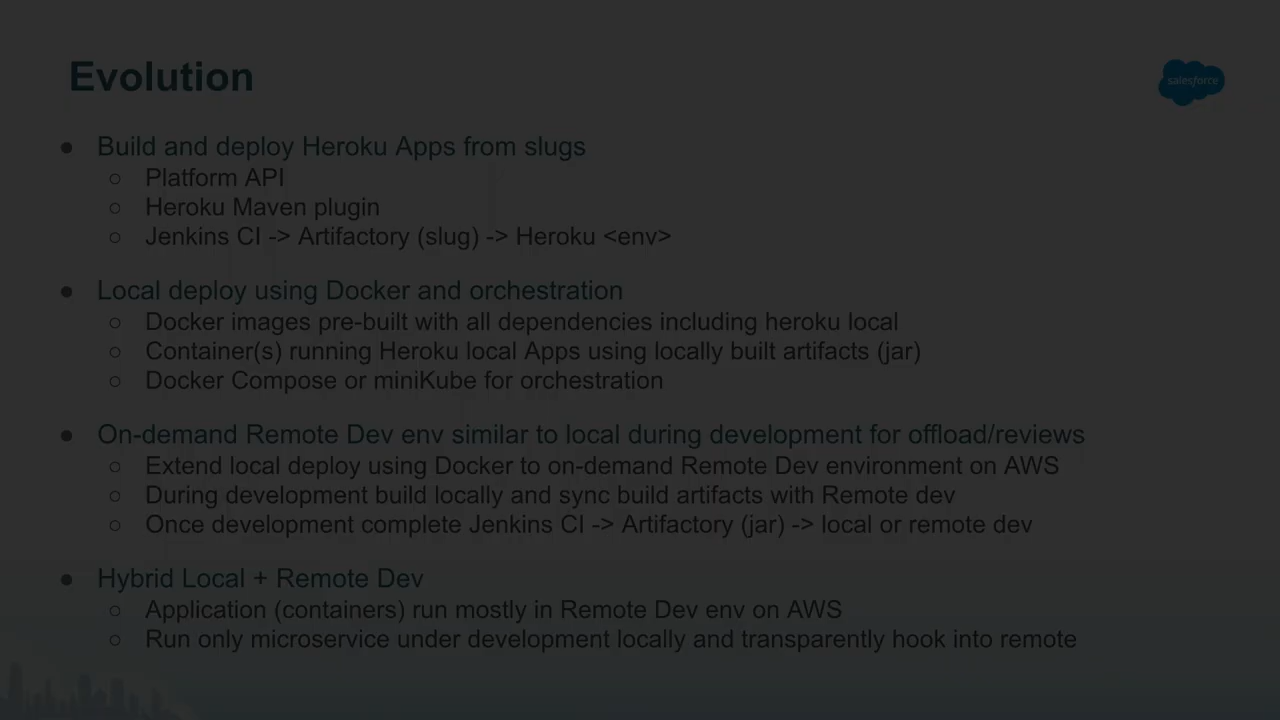 Evolution
salesforce
● Build and deploy Heroku Apps from slugs
○ Platform API
○ Heroku Maven plugin
○ Jenkins CI -> Artifactory (slug) -> Heroku <env>
● Local deploy using Docker and orchestration
○ Docker images pre-built with all dependencies including heroku local
○ Container(s) running Heroku local Apps using locally built artifacts (jar)
○ Docker Compose or miniKube for orchestration
● On-demand Remote Dev env similar to local during development for offload/reviews
○ Extend local deploy using Docker to on-demand Remote Dev environment on AWS
○ During development build locally and sync build artifacts with Remote dev
○ Once development complete Jenkins CI -> Artifactory (jar) -> local or remote dev
● Hybrid Local + Remote Dev
○ Application (containers) run mostly in Remote Dev env on AWS
○ Run only microservice under development locally and transparently hook into remote